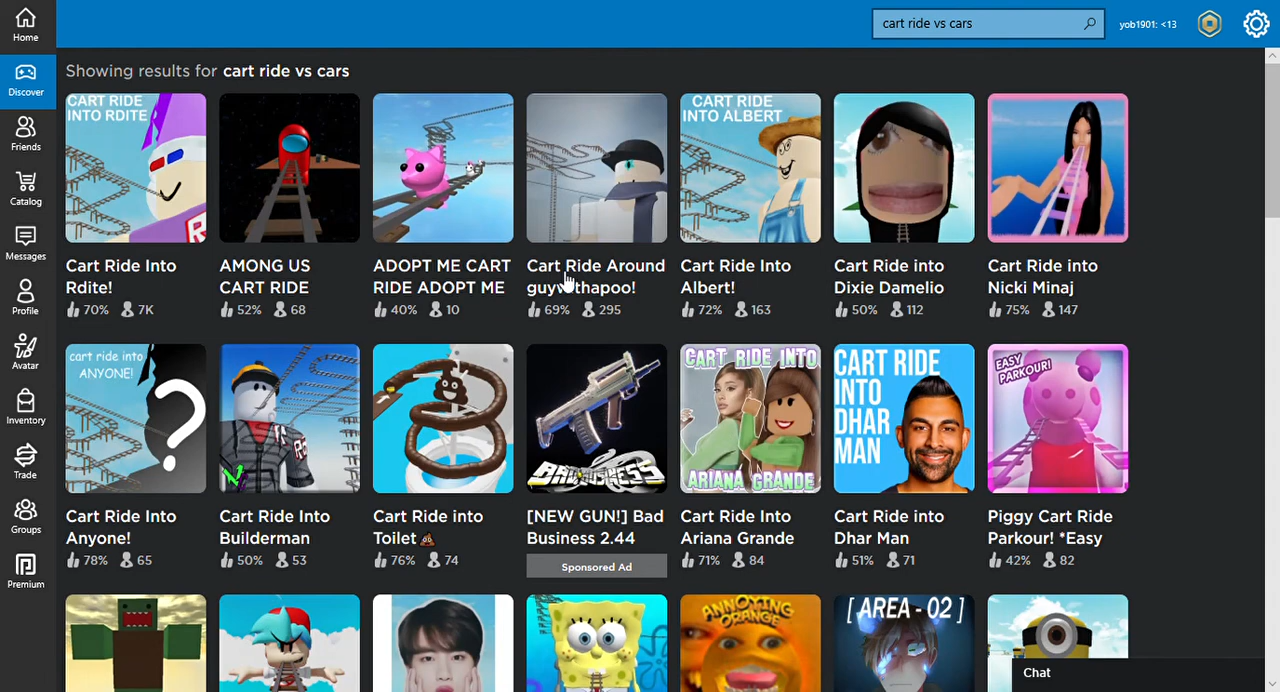 cart ride vs cars
yob1901: <13
Home
Discover
Friends
Catalog
Messages
Profile
Avatar
Inventory
Trade
Groups
Premium
Showing results for cart ride vs cars
CART RIDE
INTO RDITE
CART RIDE
INTO ALBERT
Cart Ride Into
Rdite!
70% 7K
AMONG US
CART RIDE
52% 68
ADOPT ME CART
RIDE ADOPT ME
40% 10
Cart Ride Around
69% 295
Cart Ride Into
Albert!
72% 163
Cart Ride into
Dixie Damelio
50% 112
Cart Ride into
Nicki Minaj
75% 147
cart ride into
ANYONE!
?
BAD BUSINESS
CART RIDE INTO
ARIANA GRANDE
CART RIDE
INTO
DHAR
MAN
EASY
PARKOUR!
Cart Ride Into
Anyone!
78% 65
Cart Ride Into
Builderman
50% 53
Cart Ride into
Toilet💩
76% 74
[NEW GUN!] Bad
Business 2.44
Sponsored Ad
Cart Ride Into
Ariana Grande
71% 84
Cart Ride into
Dhar Man
51% 71
Piggy Cart Ride
Parkour! *Easy
42% 82
ANNOYING
ORANGE
[ AREA - 02 ]
Chat